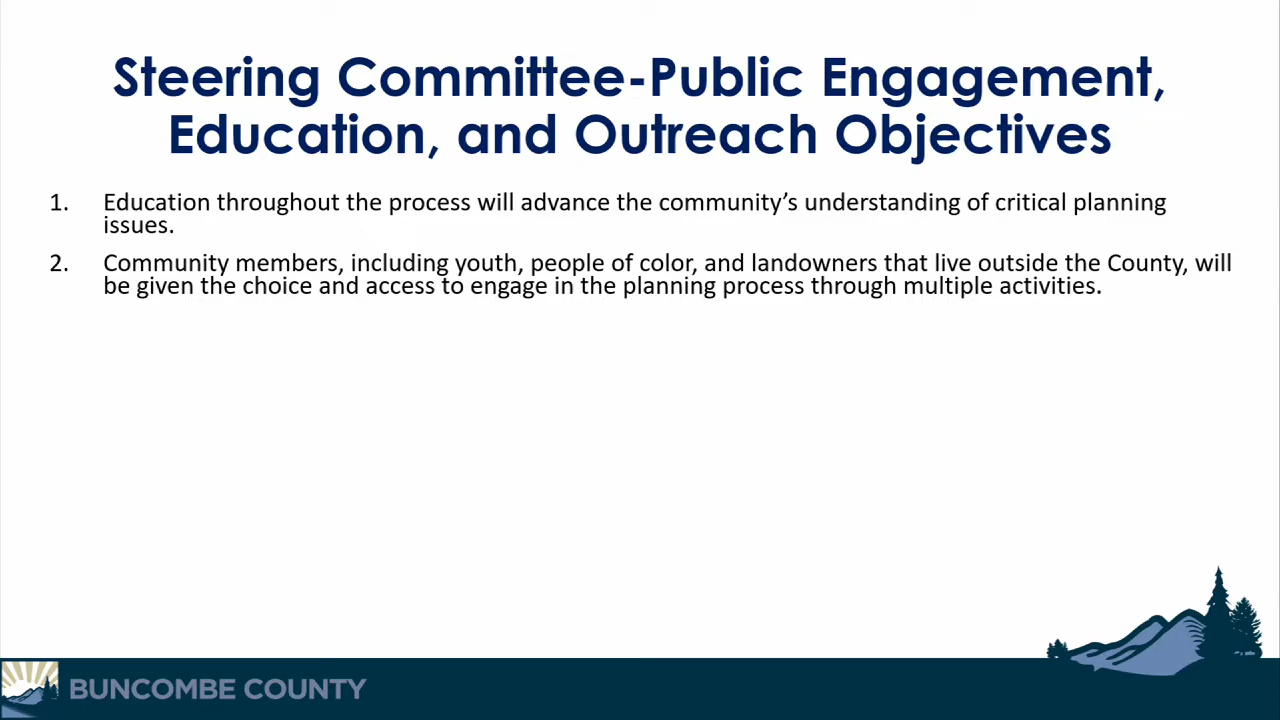 Steering Committee-Public Engagement,
Education, and Outreach Objectives
1. Education throughout the process will advance the community’s understanding of critical planning
issues.
2. Community members, including youth, people of color, and landowners that live outside the County, will
be given the choice and access to engage in the planning process through multiple activities.
BUNCOMBE COUNTY